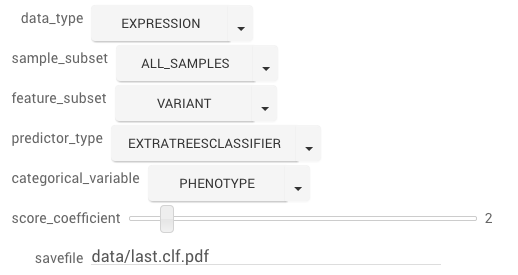 data_type EXPRESSION
sample_subset ALL_SAMPLES
feature_subset VARIANT
predictor_type EXTRATREESCLASSIFIER
categorical_variable PHENOTYPE
score_coefficient 2
savefile data/last.clf.pdf